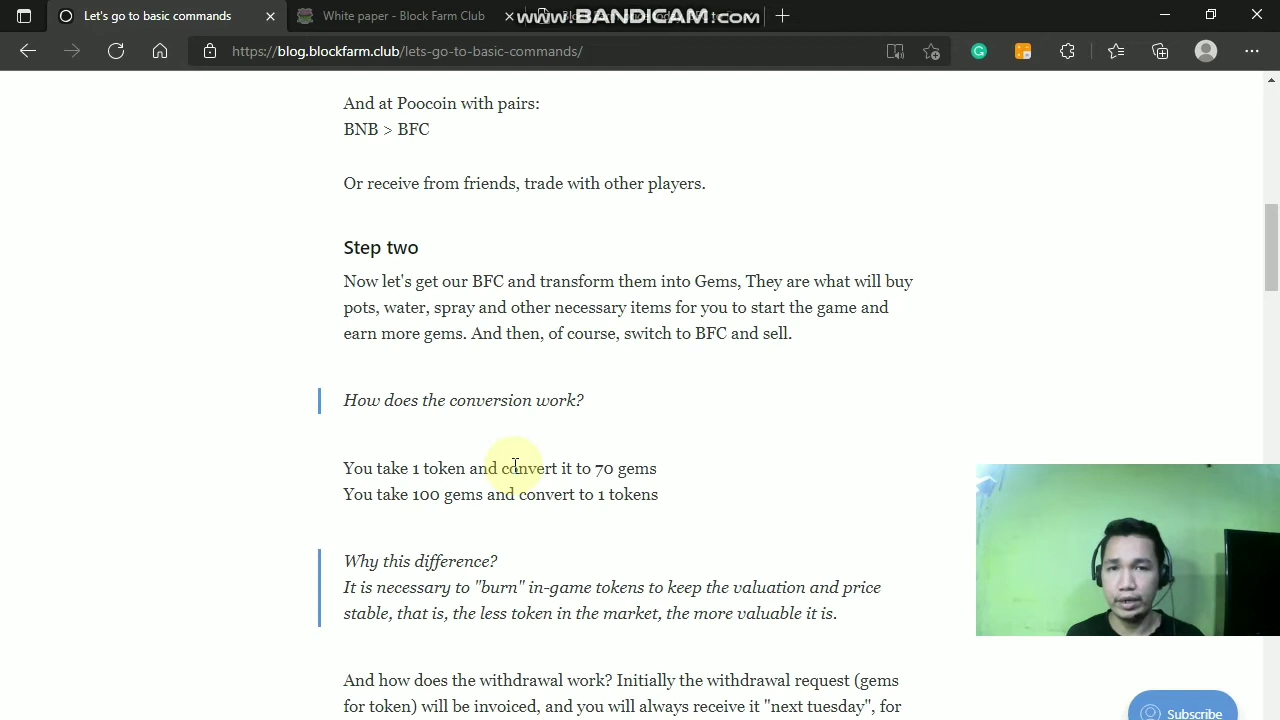 Let's go to basic commands
White paper - Block Farm Club
www.BANDICAM.com
https://blog.blockfarm.club/lets-go-to-basic-commands/
And at Poocoin with pairs:
BNB > BFC
Or receive from friends, trade with other players.
Step two
Now let's get our BFC and transform them into Gems, They are what will buy
pots, water, spray and other necessary items for you to start the game and
earn more gems. And then, of course, switch to BFC and sell.
How does the conversion work?
You take 1 token and convert it to 70 gems
You take 100 gems and convert to 1 tokens
Why this difference?
It is necessary to "burn" in-game tokens to keep the valuation and price
stable, that is, the less token in the market, the more valuable it is.
And how does the withdrawal work? Initially the withdrawal request (gems
for token) will be invoiced, and you will always receive it "next tuesday", for
Subscribe